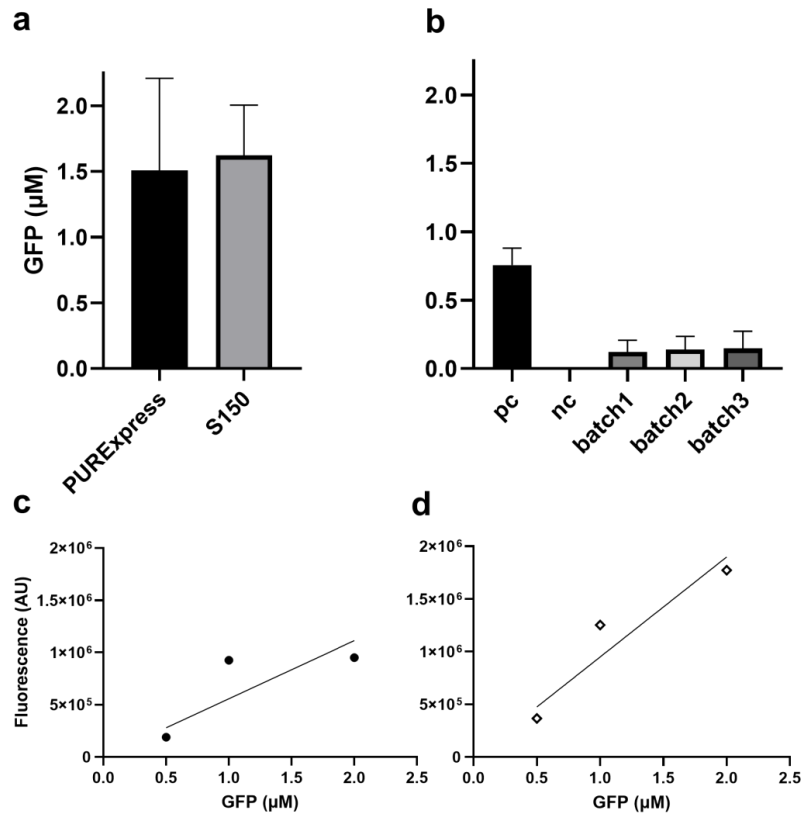 a
GFP (µM)
2.0
1.5
1.0
0.5
0.0
PURExpress
S150
b
2.0
1.5
1.0
0.5
0.0
pc
nc
batch1
batch2
batch3
c
Fluorescence (AU)
2×10⁶
1.5×10⁶
1×10⁶
5×10⁵
0
0.0 0.5 1.0 1.5 2.0 2.5
GFP (µM)
d
2×10⁶
1.5×10⁶
1×10⁶
5×10⁵
0
0.0 0.5 1.0 1.5 2.0 2.5
GFP (µM)